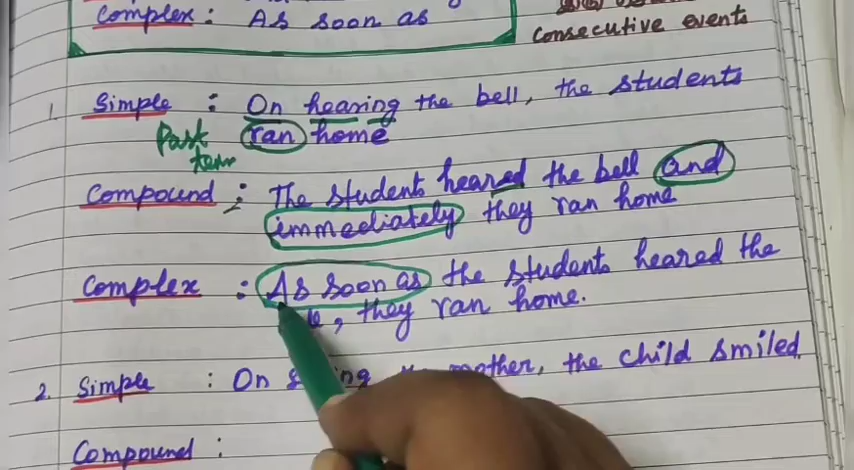 Complex: As soon as
Consecutive events
1. Simple : On hearing the bell, the students
Past ran home
tense
Compound : The students heared the bell and
immediately they ran home
Complex : As soon as the students heared the
, they ran home.
2. Simple : On the mother, the child smiled.
Compound :